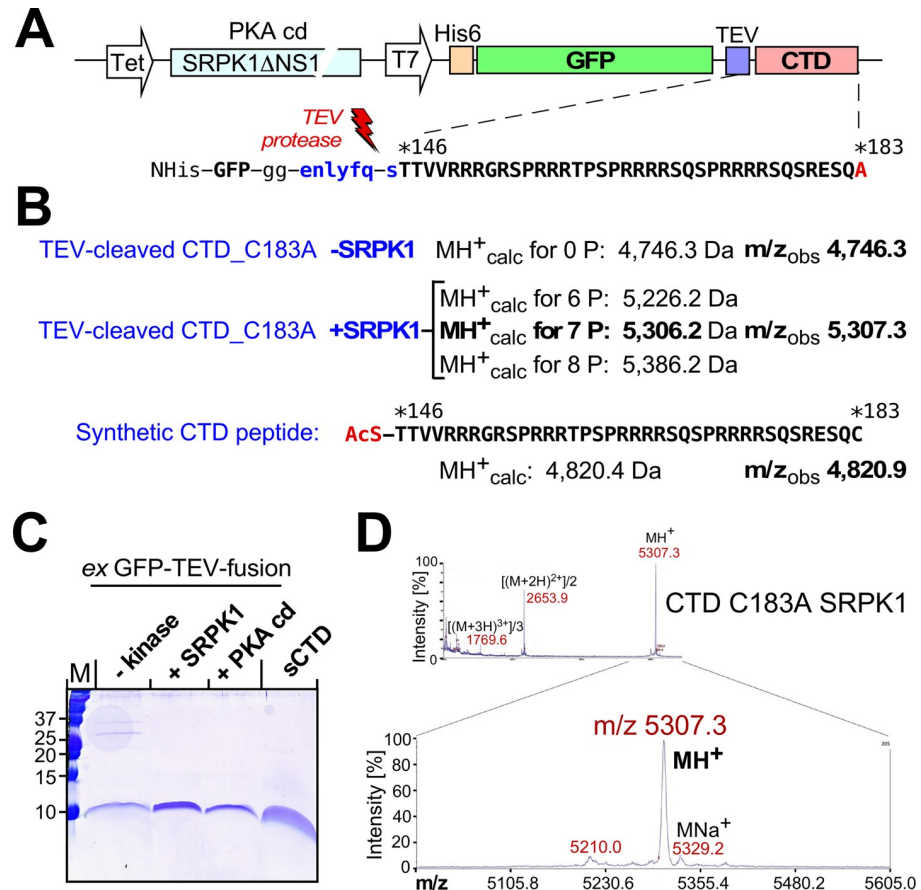 A
PKA cd
His6
TEV
Tet
SRPK1ΔNS1
T7
GFP
CTD
TEV
protease
*146
*183
NHis–GFP–gg–enlyfq–sTTVVRRRGRSPRRRTPSPRRRRSQSPRRRRSQSRESQA
B
TEV-cleaved CTD_C183A -SRPK1 MH+calc for 0 P: 4,746.3 Da m/zobs 4,746.3
MH+calc for 6 P: 5,226.2 Da
TEV-cleaved CTD_C183A +SRPK1 MH+calc for 7 P: 5,306.2 Da m/zobs 5,307.3
MH+calc for 8 P: 5,386.2 Da
*146
*183
Synthetic CTD peptide: AcS–TTVVRRRGRSPRRRTPSPRRRRSQSPRRRRSQSRESQC
MH+calc: 4,820.4 Da m/zobs 4,820.9
C
ex GFP-TEV-fusion
M
- kinase
+ SRPK1
+ PKA cd
sCTD
37
25
20
15
10
D
MH+
5307.3
Intensity [%]
100
80
60
40
20
0
[(M+2H)2+]/2
2653.9
[(M+3H)3+]/3
1769.6
CTD C183A SRPK1
m/z 5307.3
MH+
Intensity [%]
100
80
60
40
20
0
5210.0
MNa+
5329.2
205
m/z
5105.8
5230.6
5355.4
5480.2
5605.0